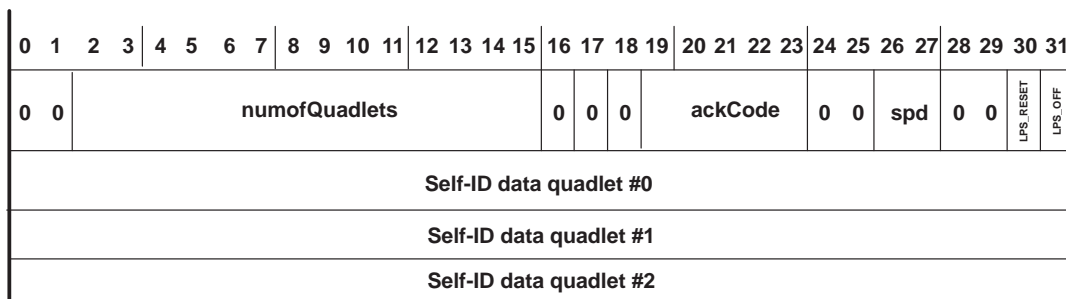 0 1 2 3 4 5 6 7 8 9 10 11 12 13 14 15 16 17 18 19 20 21 22 23 24 25 26 27 28 29 30 31
0 0 numofQuadlets 0 0 0 ackCode 0 0 spd 0 0 LPS_RESET LPS_OFF
Self-ID data quadlet #0
Self-ID data quadlet #1
Self-ID data quadlet #2